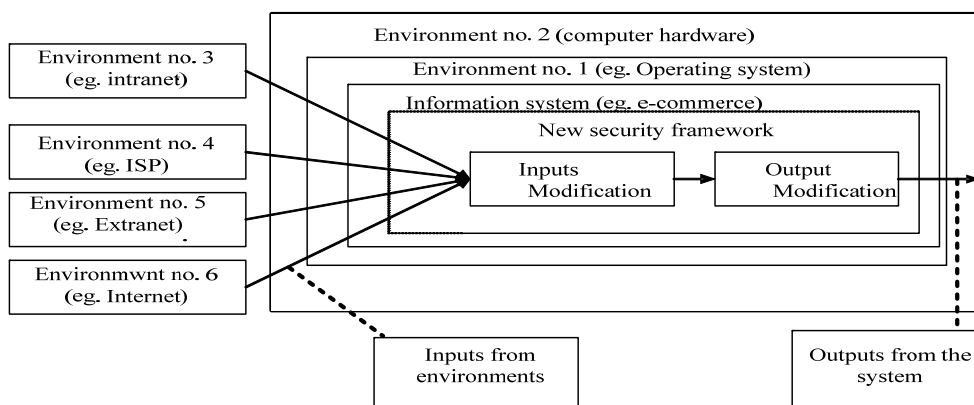 Environment no. 3
(eg. intranet)
Environment no. 4
(eg. ISP)
Environment no. 5
(eg. Extranet)
Environmwnt no. 6
(eg. Internet)
Environment no. 2 (computer hardware)
Environment no. 1 (eg. Operating system)
Information system (eg. e-commerce)
New security framework
Inputs
Modification
Output
Modification
Inputs from
environments
Outputs from the
system